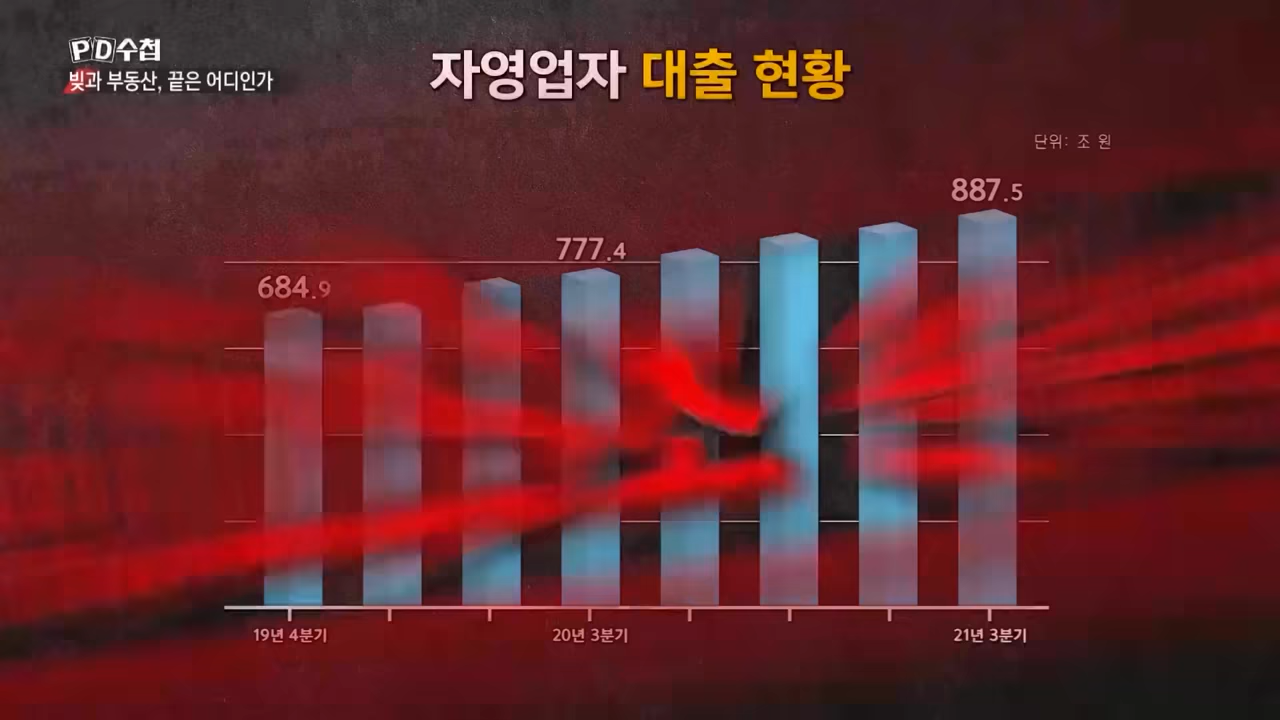 PD수첩
빚과 부동산, 끝은 어디인가
자영업자 대출 현황
단위: 조 원
887.5
777.4
684.9
19년 4분기
20년 3분기
21년 3분기